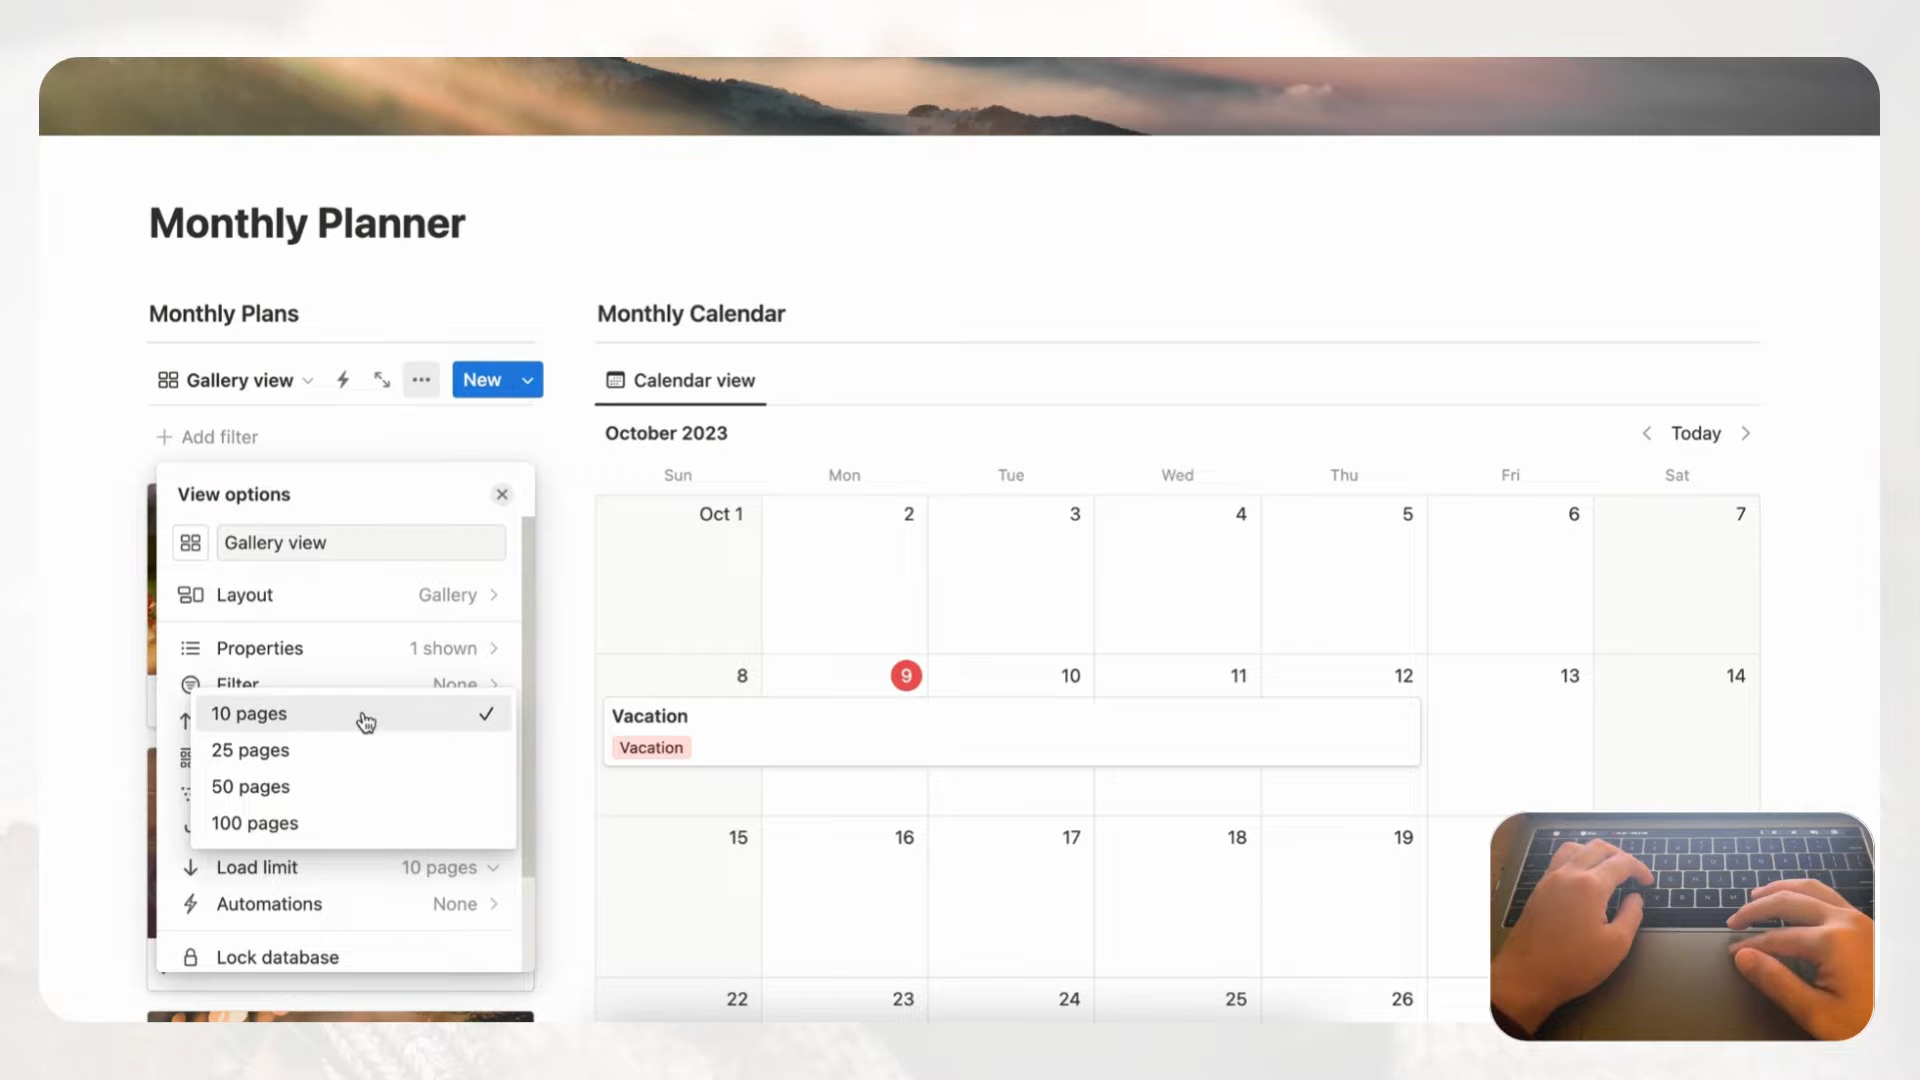 Monthly Planner
Monthly Plans
Gallery view
New
Add filter
View options
Gallery view
Layout Gallery
Properties 1 shown
Filter None
10 pages
25 pages
50 pages
100 pages
Load limit 10 pages
Automations None
Lock database
Monthly Calendar
Calendar view
October 2023 Today
Sun Mon Tue Wed Thu Fri Sat
Oct 1 2 3 4 5 6 7
8 9 10 11 12 13 14
Vacation
Vacation
15 16 17 18 19
22 23 24 25 26